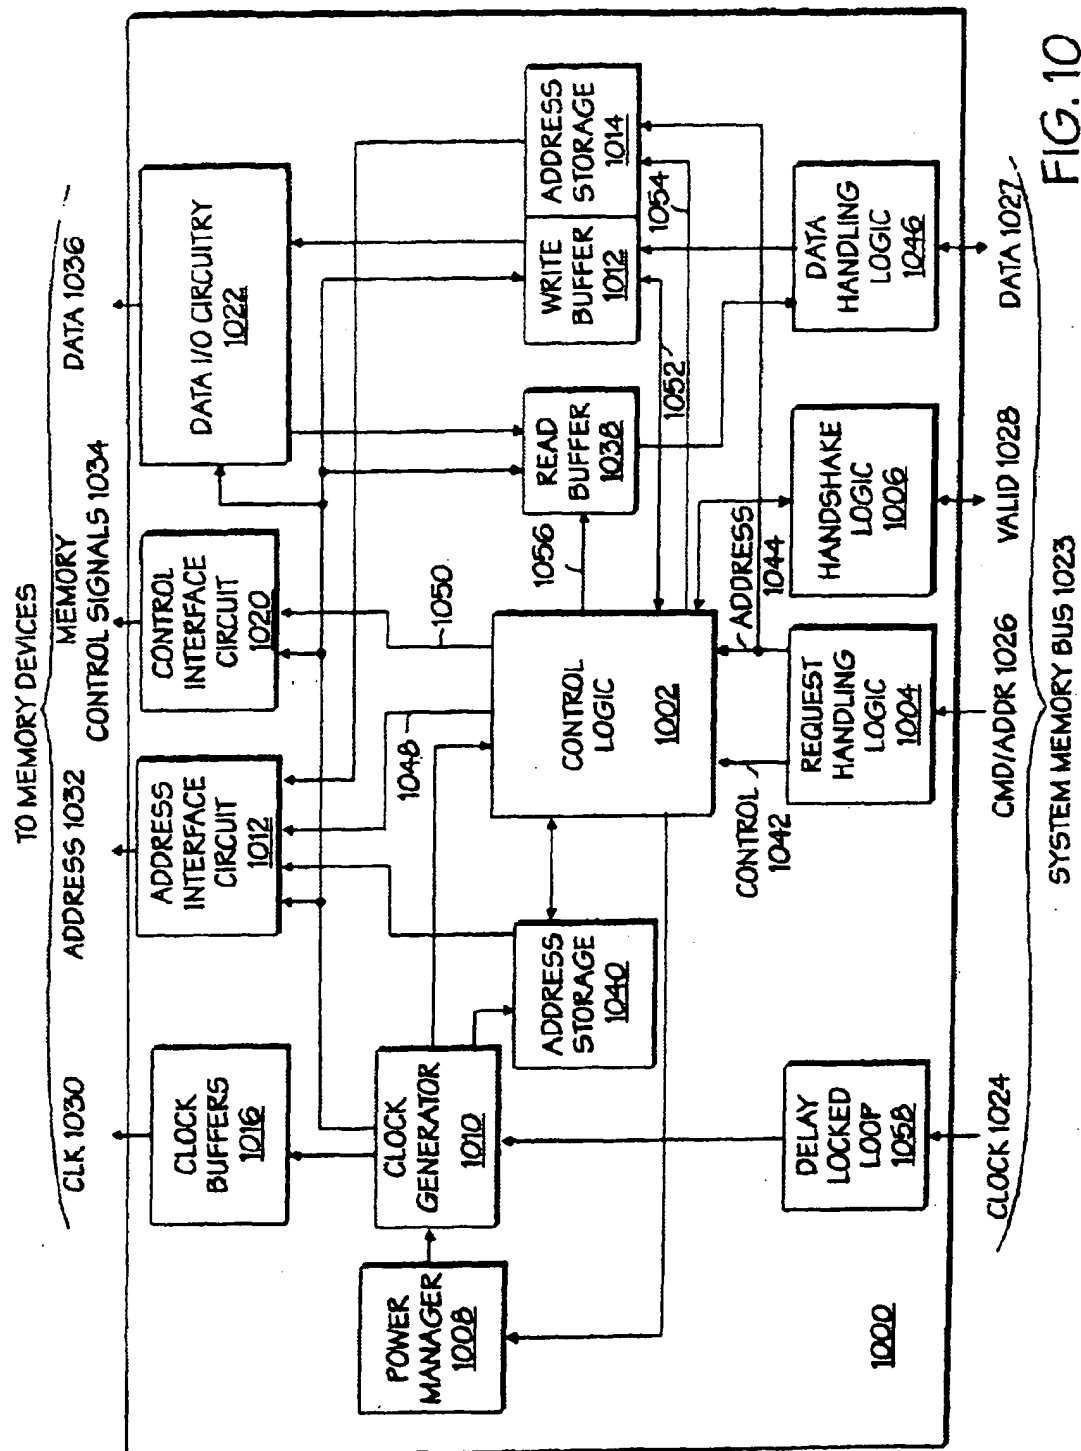 TO MEMORY DEVICES
CLK 1030
ADDRESS 1032
MEMORY
CONTROL SIGNALS 1034
DATA 1036
CLOCK
BUFFERS
1016
ADDRESS
INTERFACE
CIRCUIT
1012
CONTROL
INTERFACE
CIRCUIT
1020
DATA I/O CIRCUITRY
1022
POWER
MANAGER
1008
CLOCK
GENERATOR
1010
1048
1050
ADDRESS
STORAGE
1040
CONTROL
LOGIC
1002
1056
READ
BUFFER
1038
WRITE
BUFFER
1012
ADDRESS
STORAGE
1014
1052
1054
CONTROL
1042
ADDRESS
1044
DELAY
LOCKED
LOOP
1058
REQUEST
HANDLING
LOGIC
1004
HANDSHAKE
LOGIC
1006
DATA
HANDLING
LOGIC
1046
1000
CLOCK 1024
CMD/ADDR 1026
VALID 1028
DATA 1027
SYSTEM MEMORY BUS 1023
FIG. 10